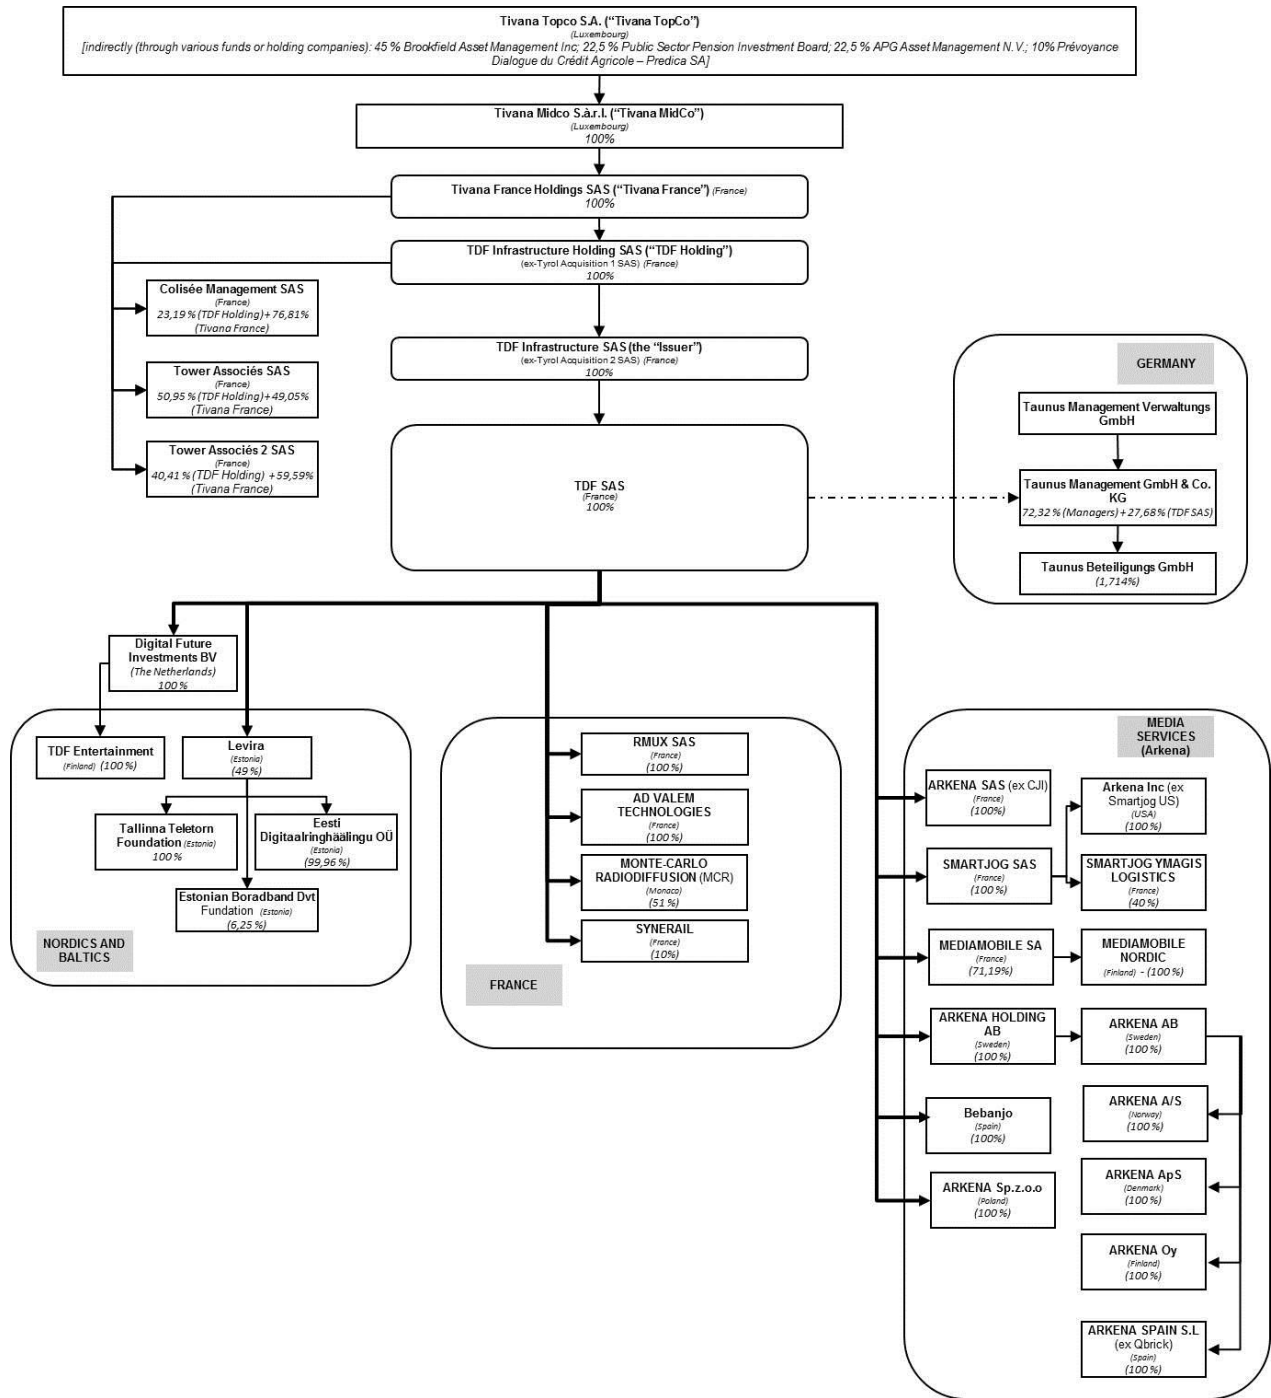 Tivana Topco S.A. (“Tivana TopCo”)
(Luxembourg)
[indirectly (through various funds or holding companies): 45 % Brookfield Asset Management Inc; 22,5 % Public Sector Pension Investment Board; 22,5 % APG Asset Management N.V.; 10% Prévoyance
Dialogue du Crédit Agricole – Predica SA]
Tivana Midco S.à.r.l. (“Tivana MidCo”)
(Luxembourg)
100%
Tivana France Holdings SAS (“Tivana France”) (France)
100%
TDF Infrastructure Holding SAS (“TDF Holding”)
(ex-Tyrol Acquisition 1 SAS) (France)
100%
Colisée Management SAS
(France)
23,19 % (TDF Holding) + 76,81%
(Tivana France)
TDF Infrastructure SAS (the “Issuer”)
(ex-Tyrol Acquisition 2 SAS) (France)
100%
Tower Associés SAS
(France)
50,95 % (TDF Holding) + 49,05%
(Tivana France)
Tower Associés 2 SAS
(France)
40,41 % (TDF Holding) + 59,59%
(Tivana France)
TDF SAS
(France)
100%
GERMANY
Taunus Management Verwaltungs
GmbH
Taunus Management GmbH & Co.
KG
72,32 % (Managers) + 27,68% (TDF SAS)
Taunus Beteiligungs GmbH
(1,714%)
Digital Future
Investments BV
(The Netherlands)
100 %
TDF Entertainment
(Finland) (100 %)
Levira
(Estonia)
(49 %)
Tallinna Teletorn
Foundation (Estonia)
100 %
Eesti
Digitaalringhäälingu OÜ
(Estonia)
(99,96 %)
Estonian Boradband Dvt
Fundation (Estonia)
(6,25 %)
NORDICS AND
BALTICS
RMUX SAS
(France)
(100 %)
AD VALEM
TECHNOLOGIES
(France)
(100 %)
MONTE-CARLO
RADIODIFFUSION (MCR)
(Monaco)
(51 %)
SYNERAIL
(France)
(10%)
FRANCE
MEDIA
SERVICES
(Arkena)
ARKENA SAS (ex CJI)
(France)
(100%)
Arkena Inc (ex
Smartjog US)
(USA)
(100 %)
SMARTJOG SAS
(France)
(100 %)
SMARTJOG YMAGIS
LOGISTICS
(France)
(40 %)
MEDIAMOBILE SA
(France)
(71,19%)
MEDIAMOBILE
NORDIC
(Finland) - (100 %)
ARKENA HOLDING
AB
(Sweden)
(100 %)
ARKENA AB
(Sweden)
(100 %)
Bebanjo
(Spain)
(100%)
ARKENA A/S
(Norway)
(100 %)
ARKENA Sp.z.o.o
(Poland)
(100 %)
ARKENA ApS
(Denmark)
(100 %)
ARKENA Oy
(Finland)
(100 %)
ARKENA SPAIN S.L
(ex Qbrick)
(Spain)
(100 %)